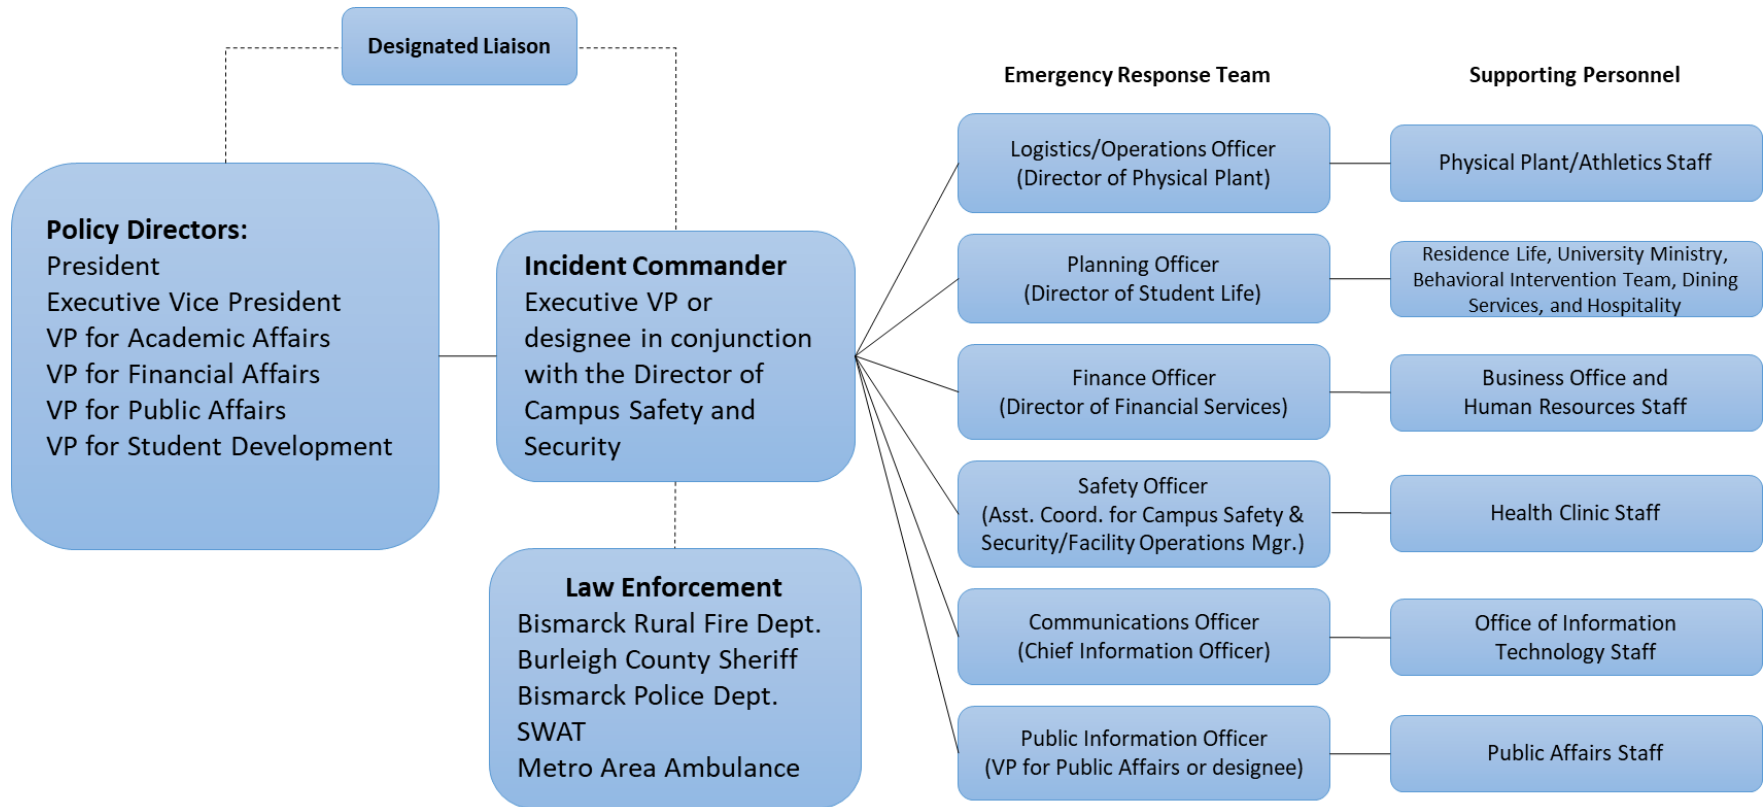 Designated Liaison
Policy Directors:
President
Executive Vice President
VP for Academic Affairs
VP for Financial Affairs
VP for Public Affairs
VP for Student Development
Incident Commander
Executive VP or
designee in conjunction
with the Director of
Campus Safety and
Security
Law Enforcement
Bismarck Rural Fire Dept.
Burleigh County Sheriff
Bismarck Police Dept.
SWAT
Metro Area Ambulance
Emergency Response Team
Supporting Personnel
Logistics/Operations Officer
(Director of Physical Plant)
Physical Plant/Athletics Staff
Planning Officer
(Director of Student Life)
Residence Life, University Ministry,
Behavioral Intervention Team, Dining
Services, and Hospitality
Finance Officer
(Director of Financial Services)
Business Office and
Human Resources Staff
Safety Officer
(Asst. Coord. for Campus Safety &
Security/Facility Operations Mgr.)
Health Clinic Staff
Communications Officer
(Chief Information Officer)
Office of Information
Technology Staff
Public Information Officer
(VP for Public Affairs or designee)
Public Affairs Staff